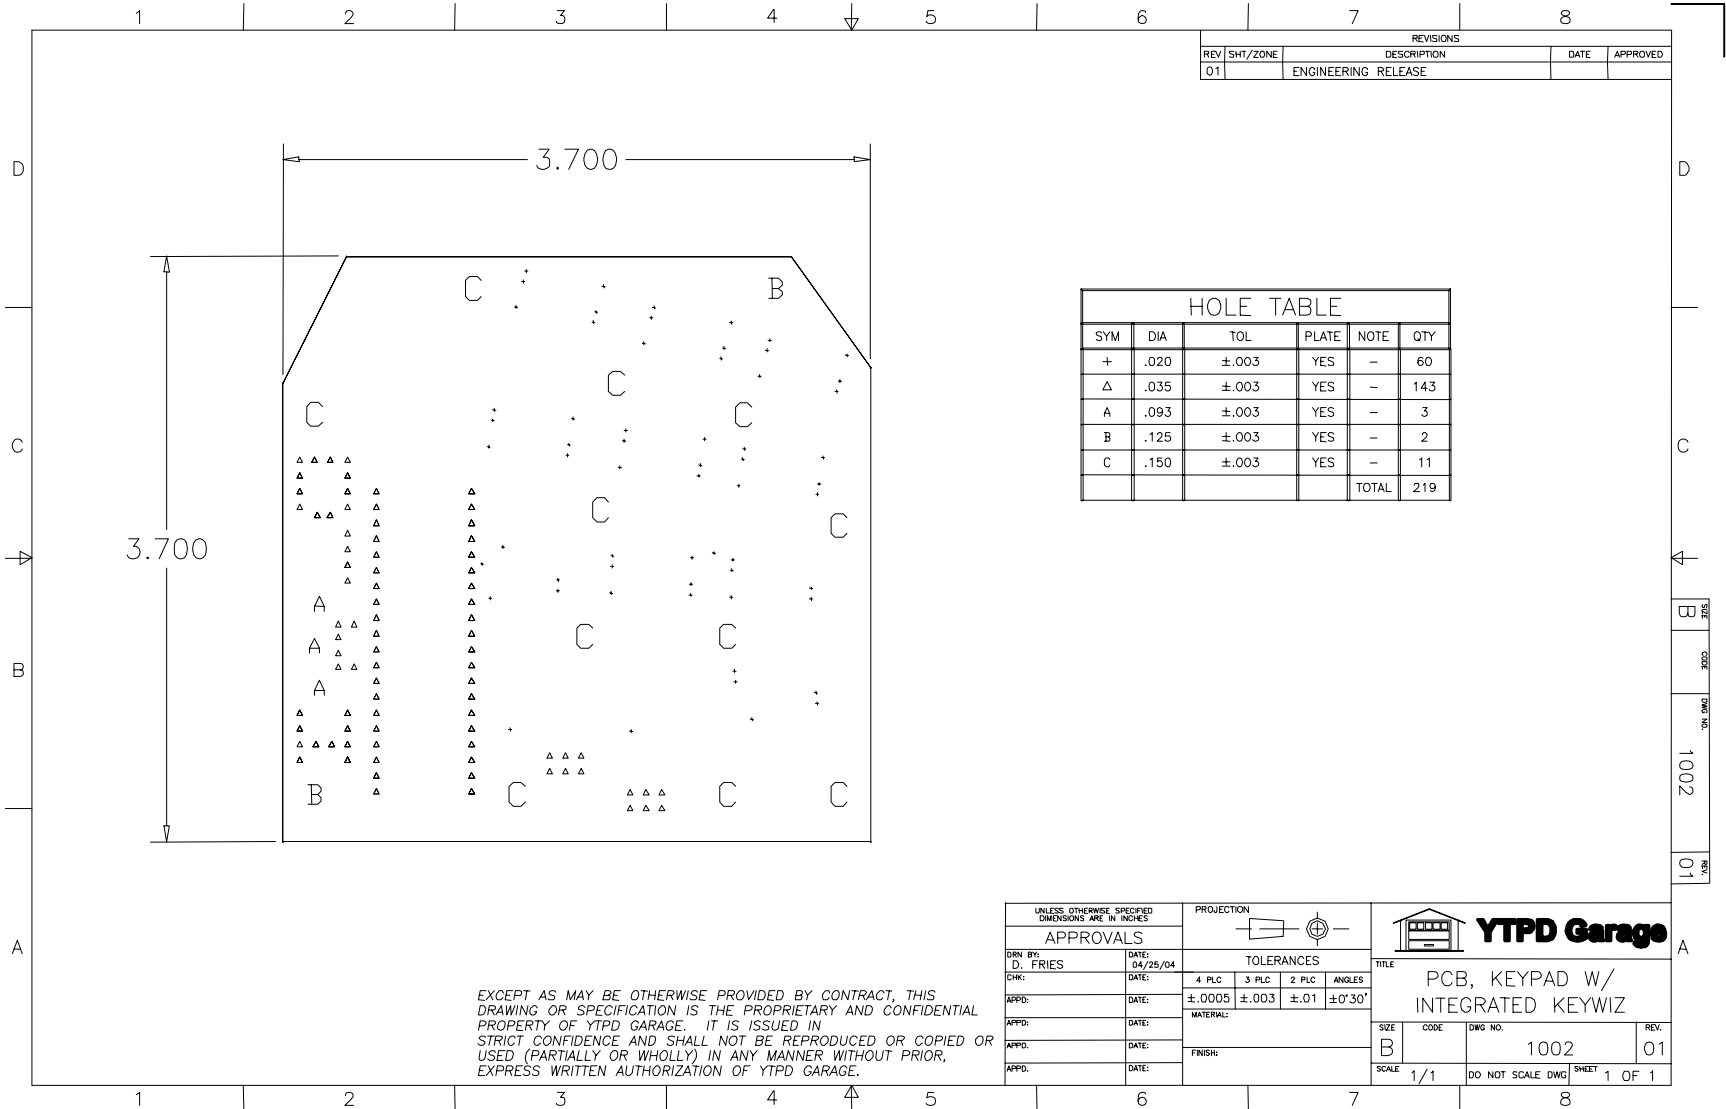 1 2 3 4 5 6 7 8
REVISIONS
REV SHT/ZONE DESCRIPTION DATE APPROVED
01 ENGINEERING RELEASE
D D
3.700
C B
HOLE TABLE
SYM DIA TOL PLATE NOTE QTY
+ .020 ±.003 YES - 60
△ .035 ±.003 YES - 143
A .093 ±.003 YES - 3
B .125 ±.003 YES - 2
C .150 ±.003 YES - 11
TOTAL 219
C
C C
C C
C
C
3.700
A
C C
A
A
B B
B C C C
SIZE B
CODE
DWG NO. 1002
REV. 01
A A
UNLESS OTHERWISE SPECIFIED
DIMENSIONS ARE IN INCHES
APPROVALS
DRN BY: DATE:
D. FRIES 04/25/04
CHK: DATE:
APPD: DATE:
APPD: DATE:
APPD. DATE:
APPD. DATE:
PROJECTION
TOLERANCES
4 PLC 3 PLC 2 PLC ANGLES
±.0005 ±.003 ±.01 ±0°30'
MATERIAL:
FINISH:
YTPD Garage
TITLE
PCB, KEYPAD W/
INTEGRATED KEYWIZ
SIZE CODE DWG NO. REV.
B 1002 01
SCALE 1/1 DO NOT SCALE DWG SHEET 1 OF 1
EXCEPT AS MAY BE OTHERWISE PROVIDED BY CONTRACT, THIS
DRAWING OR SPECIFICATION IS THE PROPRIETARY AND CONFIDENTIAL
PROPERTY OF YTPD GARAGE. IT IS ISSUED IN
STRICT CONFIDENCE AND SHALL NOT BE REPRODUCED OR COPIED OR
USED (PARTIALLY OR WHOLLY) IN ANY MANNER WITHOUT PRIOR,
EXPRESS WRITTEN AUTHORIZATION OF YTPD GARAGE.
1 2 3 4 5 6 7 8